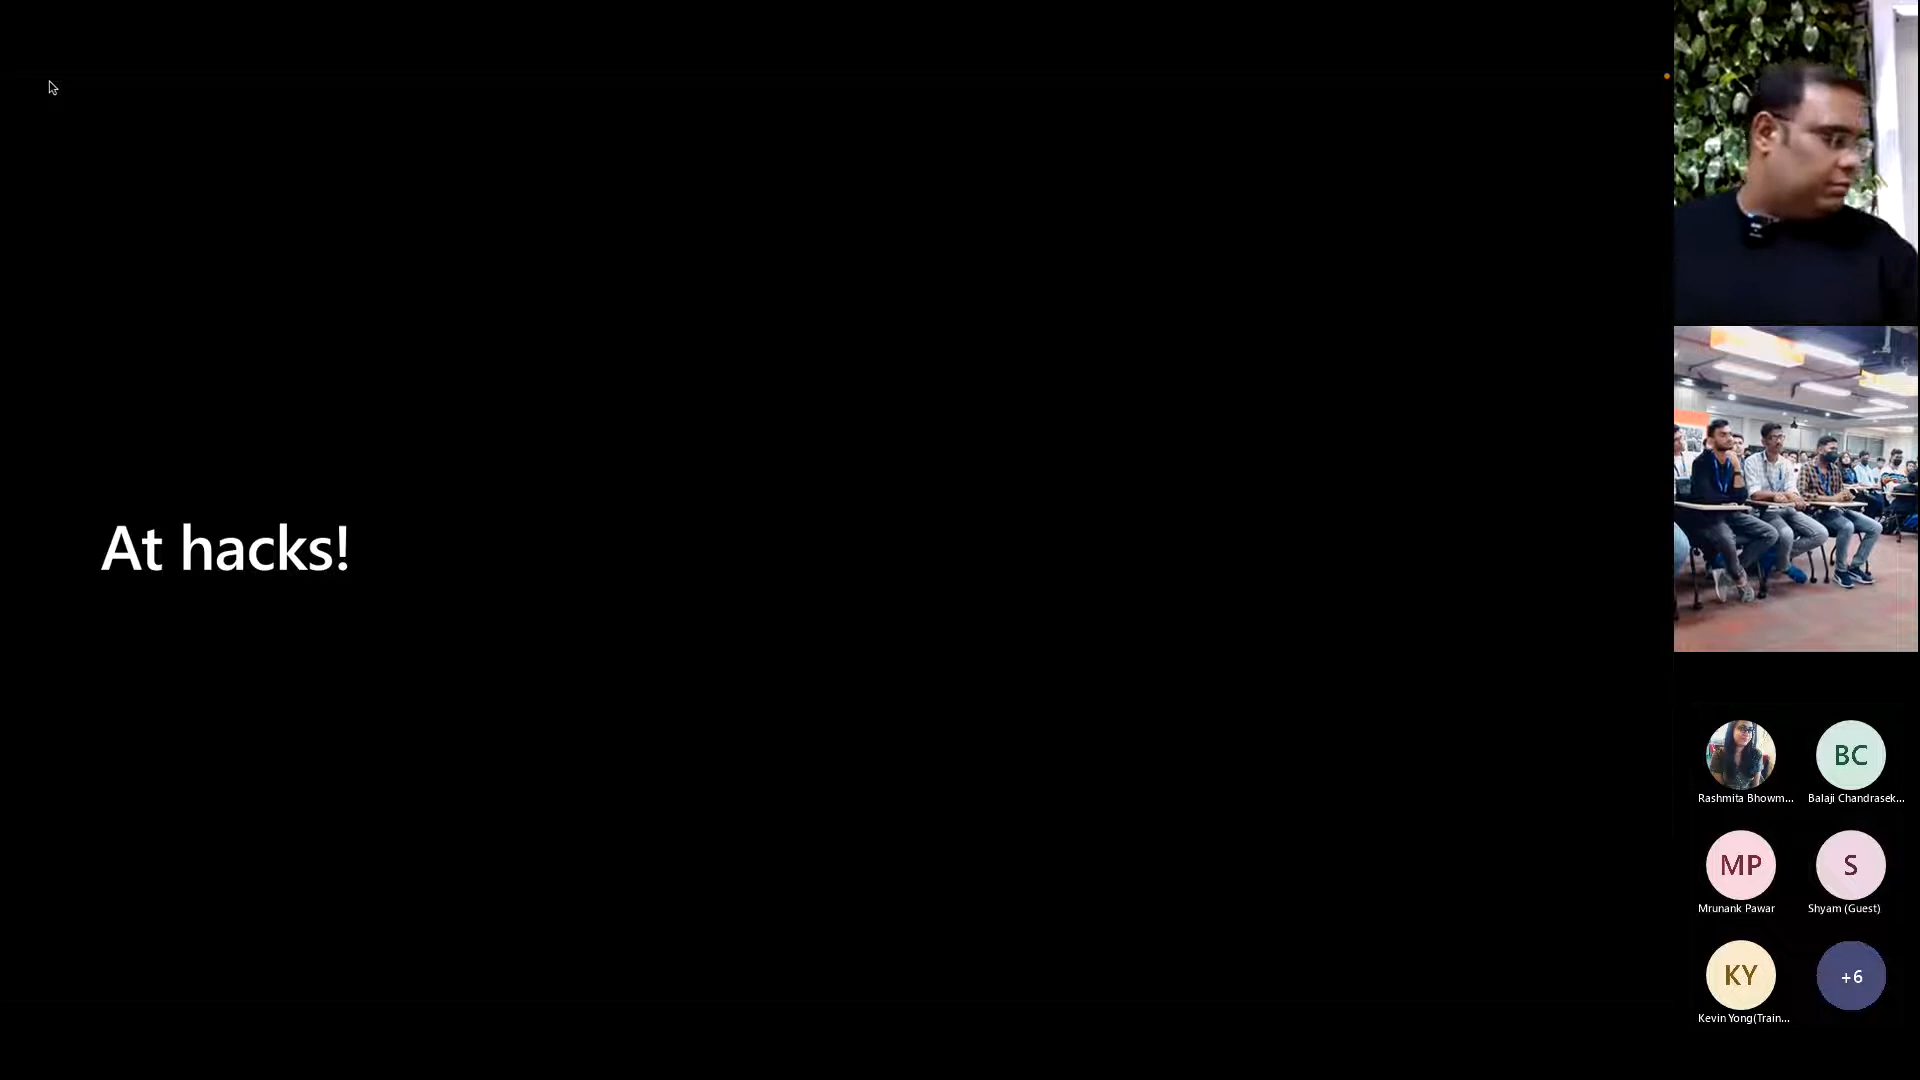 At hacks!
Rashmita Bhowm...
BC
Balaji Chandrasek...
MP
Mrunank Pawar
S
Shyam (Guest)
KY
Kevin Yong(Train...
+6